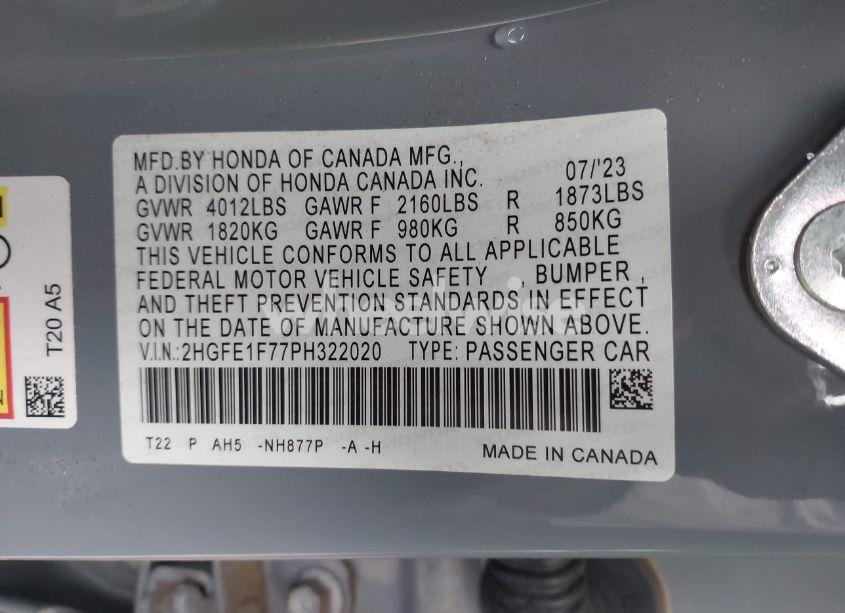 MFD.BY HONDA OF CANADA MFG.,
A DIVISION OF HONDA CANADA INC. 07/'23
GVWR 4012LBS GAWR F 2160LBS R 1873LBS
GVWR 1820KG GAWR F 980KG R 850KG
THIS VEHICLE CONFORMS TO ALL APPLICABLE
FEDERAL MOTOR VEHICLE SAFETY , BUMPER ,
AND THEFT PREVENTION STANDARDS IN EFFECT
ON THE DATE OF MANUFACTURE SHOWN ABOVE.
V.I.N.:2HGFE1F77PH322020 TYPE: PASSENGER CAR
T22 P AH5 -NH877P -A -H MADE IN CANADA
T20 A5